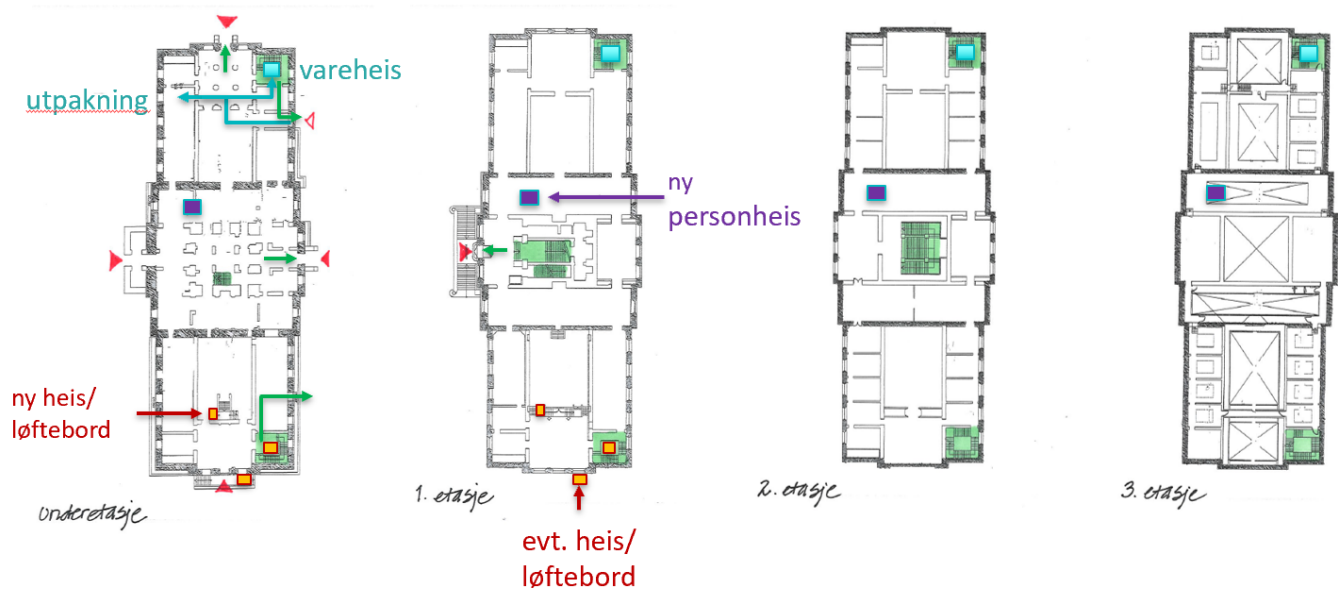 vareheis
utpakning
ny
personheis
ny heis/
løftebord
underetasje
1. etasje
2. etasje
3. etasje
evt. heis/
løftebord